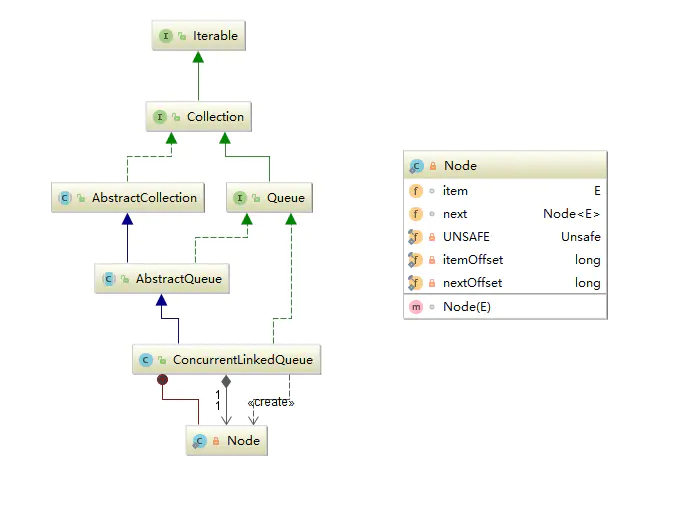 Iterable
Collection
AbstractCollection
Queue
AbstractQueue
ConcurrentLinkedQueue
1
1
«create»
Node
Node
item E
next Node<E>
UNSAFE Unsafe
itemOffset long
nextOffset long
Node(E)